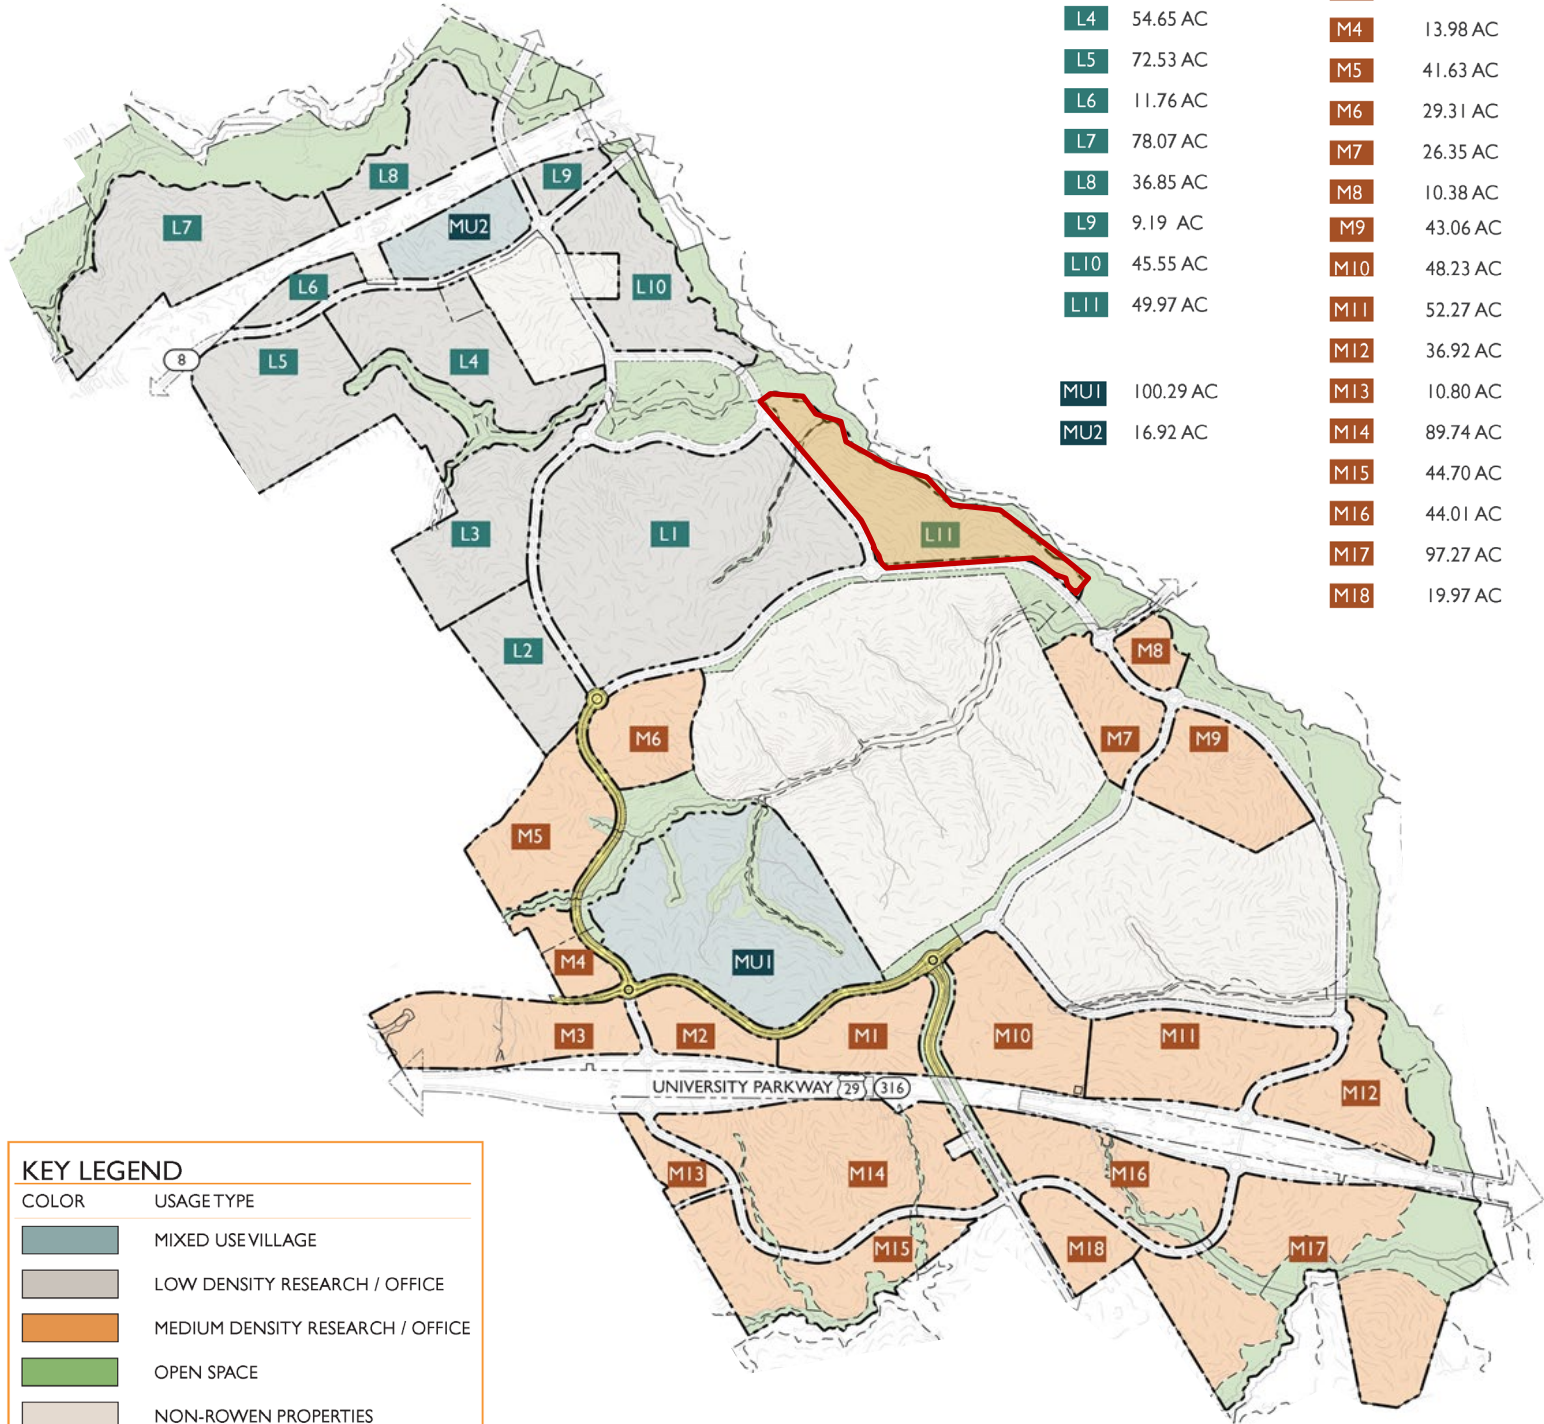 L4 54.65 AC
L5 72.53 AC
L6 11.76 AC
L7 78.07 AC
L8 36.85 AC
L9 9.19 AC
L10 45.55 AC
L11 49.97 AC
MU1 100.29 AC
MU2 16.92 AC
M4 13.98 AC
M5 41.63 AC
M6 29.31 AC
M7 26.35 AC
M8 10.38 AC
M9 43.06 AC
M10 48.23 AC
M11 52.27 AC
M12 36.92 AC
M13 10.80 AC
M14 89.74 AC
M15 44.70 AC
M16 44.01 AC
M17 97.27 AC
M18 19.97 AC
L8
L9
L7
MU2
L6
L10
8
L5
L4
L3
L1
L11
L2
M8
M6
M7
M9
M5
M4
MU1
M3
M2
M1
M10
M11
UNIVERSITY PARKWAY 29 316
M12
M13
M14
M16
M15
M18
M17
KEY LEGEND
COLOR USAGE TYPE
MIXED USE VILLAGE
LOW DENSITY RESEARCH / OFFICE
MEDIUM DENSITY RESEARCH / OFFICE
OPEN SPACE
NON-ROWEN PROPERTIES